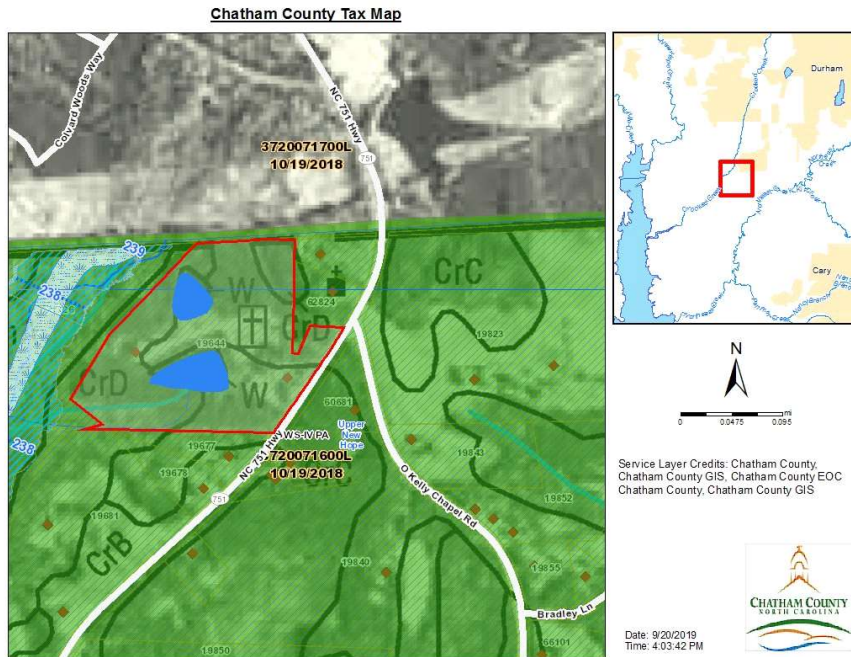 Chatham County Tax Map
Colvard Woods Way
NC 751 Hwy
751
3720071700L
10/19/2018
239
238
238
W
CrD
62824
CrC
19823
19644
CrD
W
60681
Upper
New
Hope
WS-IV PA
19677
NC 751 Hwy
3720071600L
10/19/2018
19678
751
O Kelly Chapel Rd
19843
19852
19681
CrB
19840
19855
Bradley Ln
66101
19850
Durham
Cary
N
mi
0 0.0475 0.095
Service Layer Credits: Chatham County,
Chatham County GIS, Chatham County EOC
Chatham County, Chatham County GIS
CHATHAM COUNTY
NORTH CAROLINA
Date: 9/20/2019
Time: 4:03:42 PM